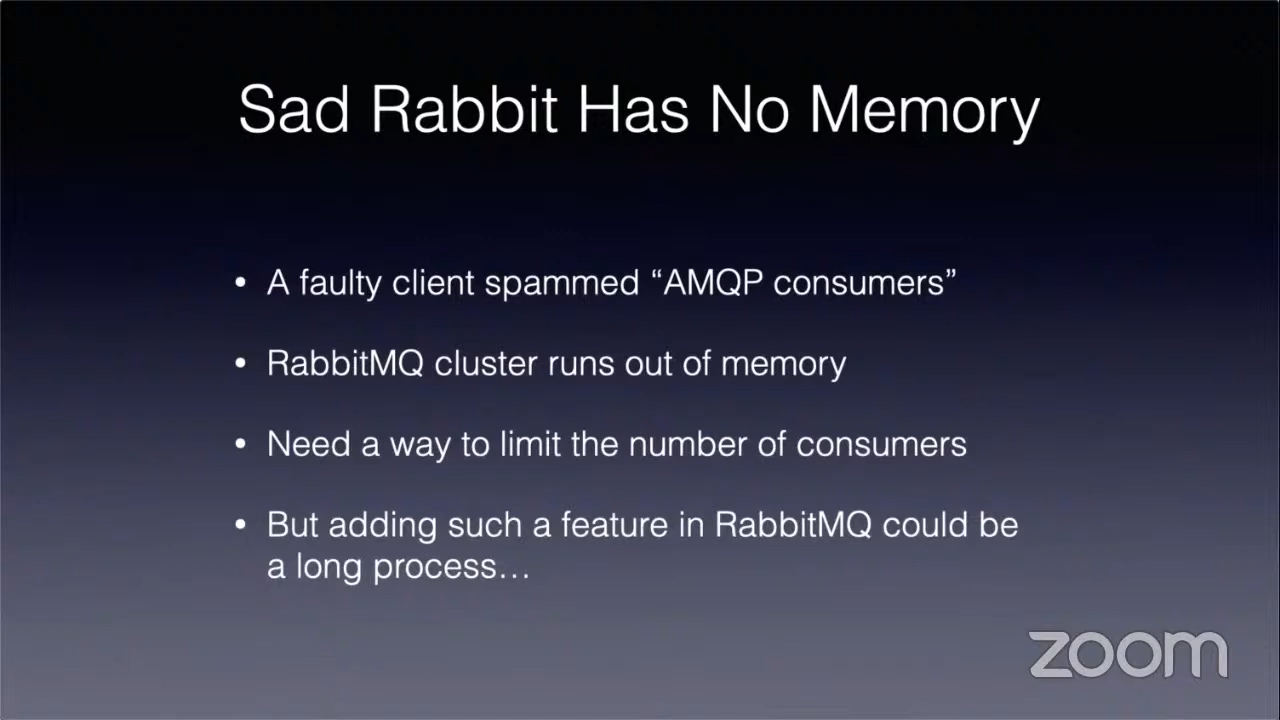 Sad Rabbit Has No Memory
• A faulty client spammed “AMQP consumers”
• RabbitMQ cluster runs out of memory
• Need a way to limit the number of consumers
• But adding such a feature in RabbitMQ could be
a long process…
zoom